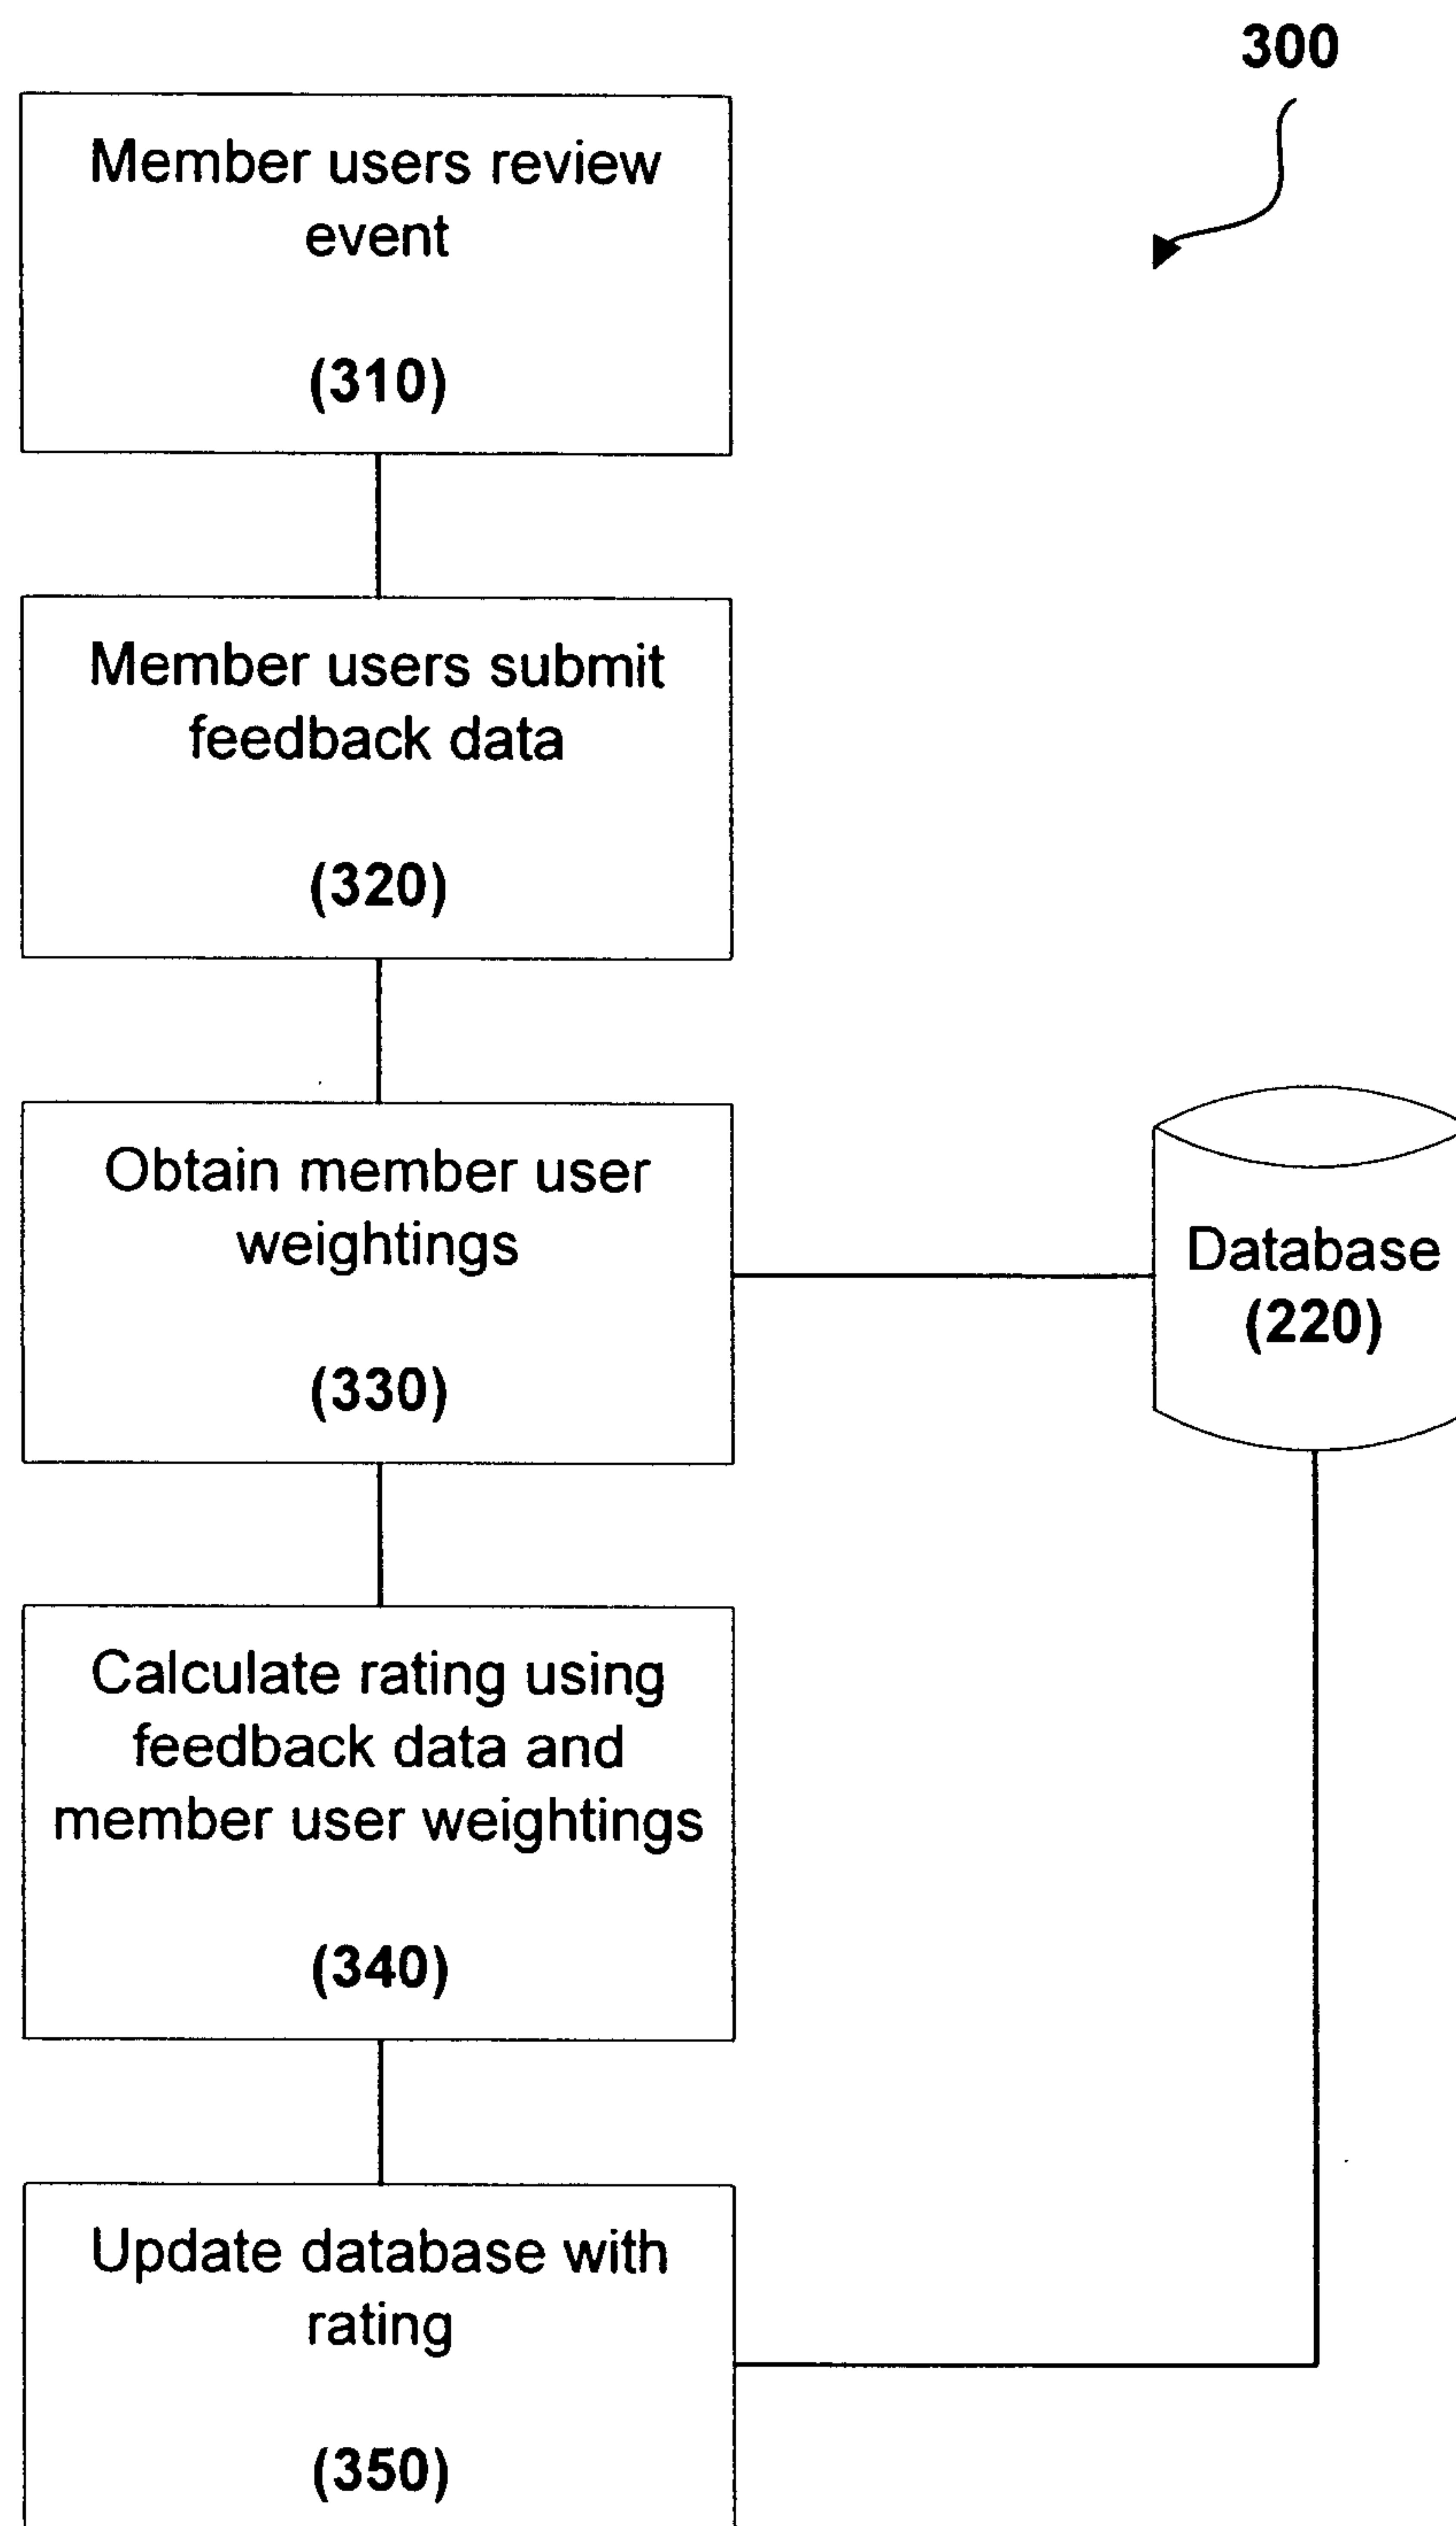 300
Member users review
event
(310)
Member users submit
feedback data
(320)
Obtain member user
weightings
(330)
Database
(220)
Calculate rating using
feedback data and
member user weightings
(340)
Update database with
rating
(350)